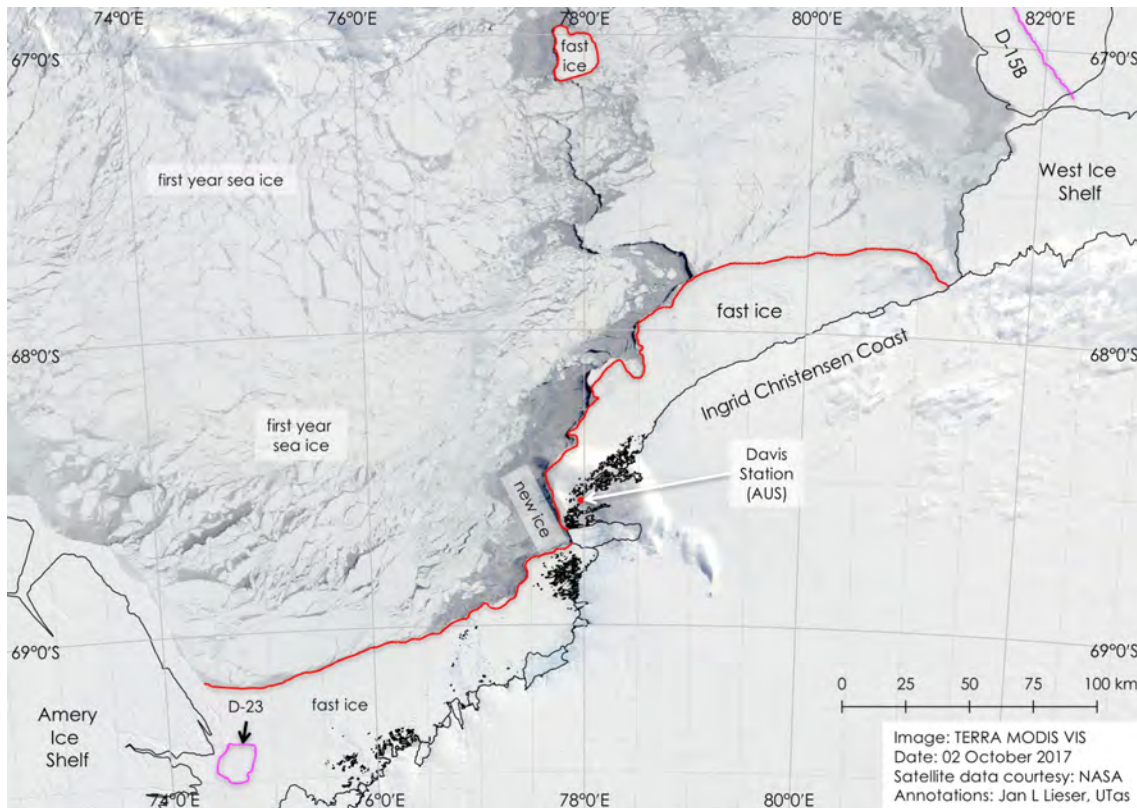 74°0'E
76°0'E
78°0'E
80°0'E
82°0'E
67°0'S
fast
ice
D-15B
67°0'S
first year sea ice
West Ice
Shelf
fast ice
68°0'S
68°0'S
Ingrid Christensen Coast
first year
sea ice
Davis
Station
(AUS)
new ice
69°0'S
69°0'S
D-23
fast ice
Amery
Ice
Shelf
0 25 50 75 100 km
Image: TERRA MODIS VIS
Date: 02 October 2017
Satellite data courtesy: NASA
Annotations: Jan L Lieser, UTas
74°0'E
76°0'E
78°0'E
80°0'E